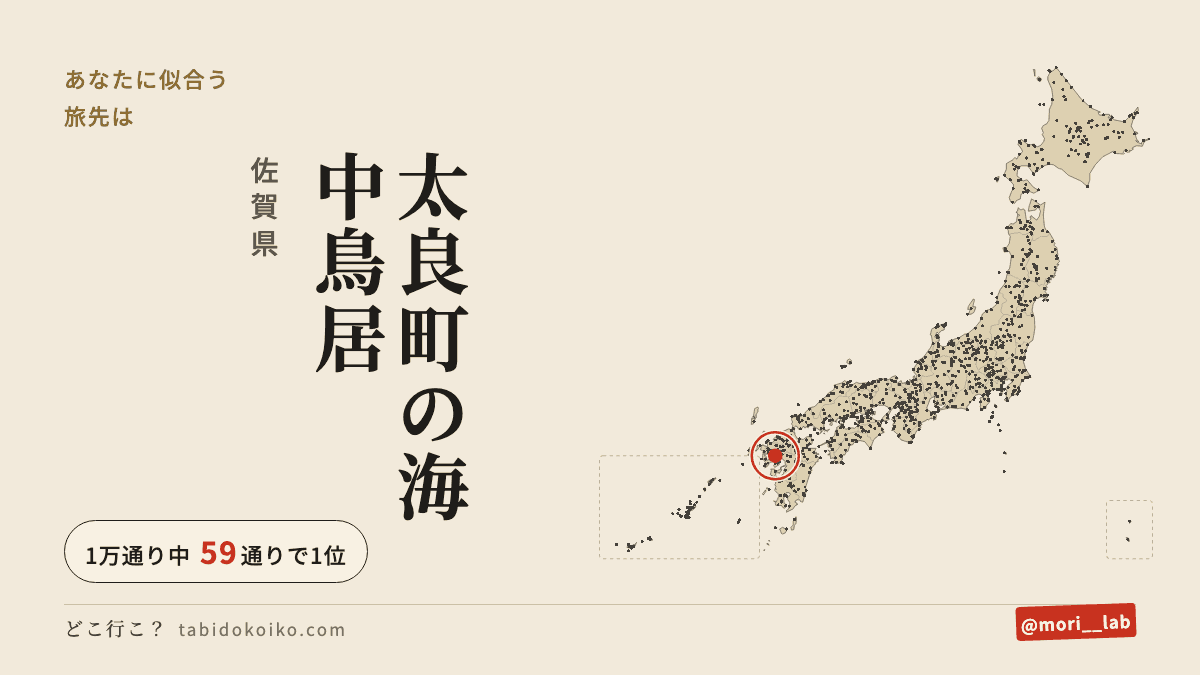 あなたに似合う
旅先は
太良町の海
中鳥居
佐賀県
1万通り中 59通りで1位
どこ行こ？ tabidokoiko.com
@mori__lab